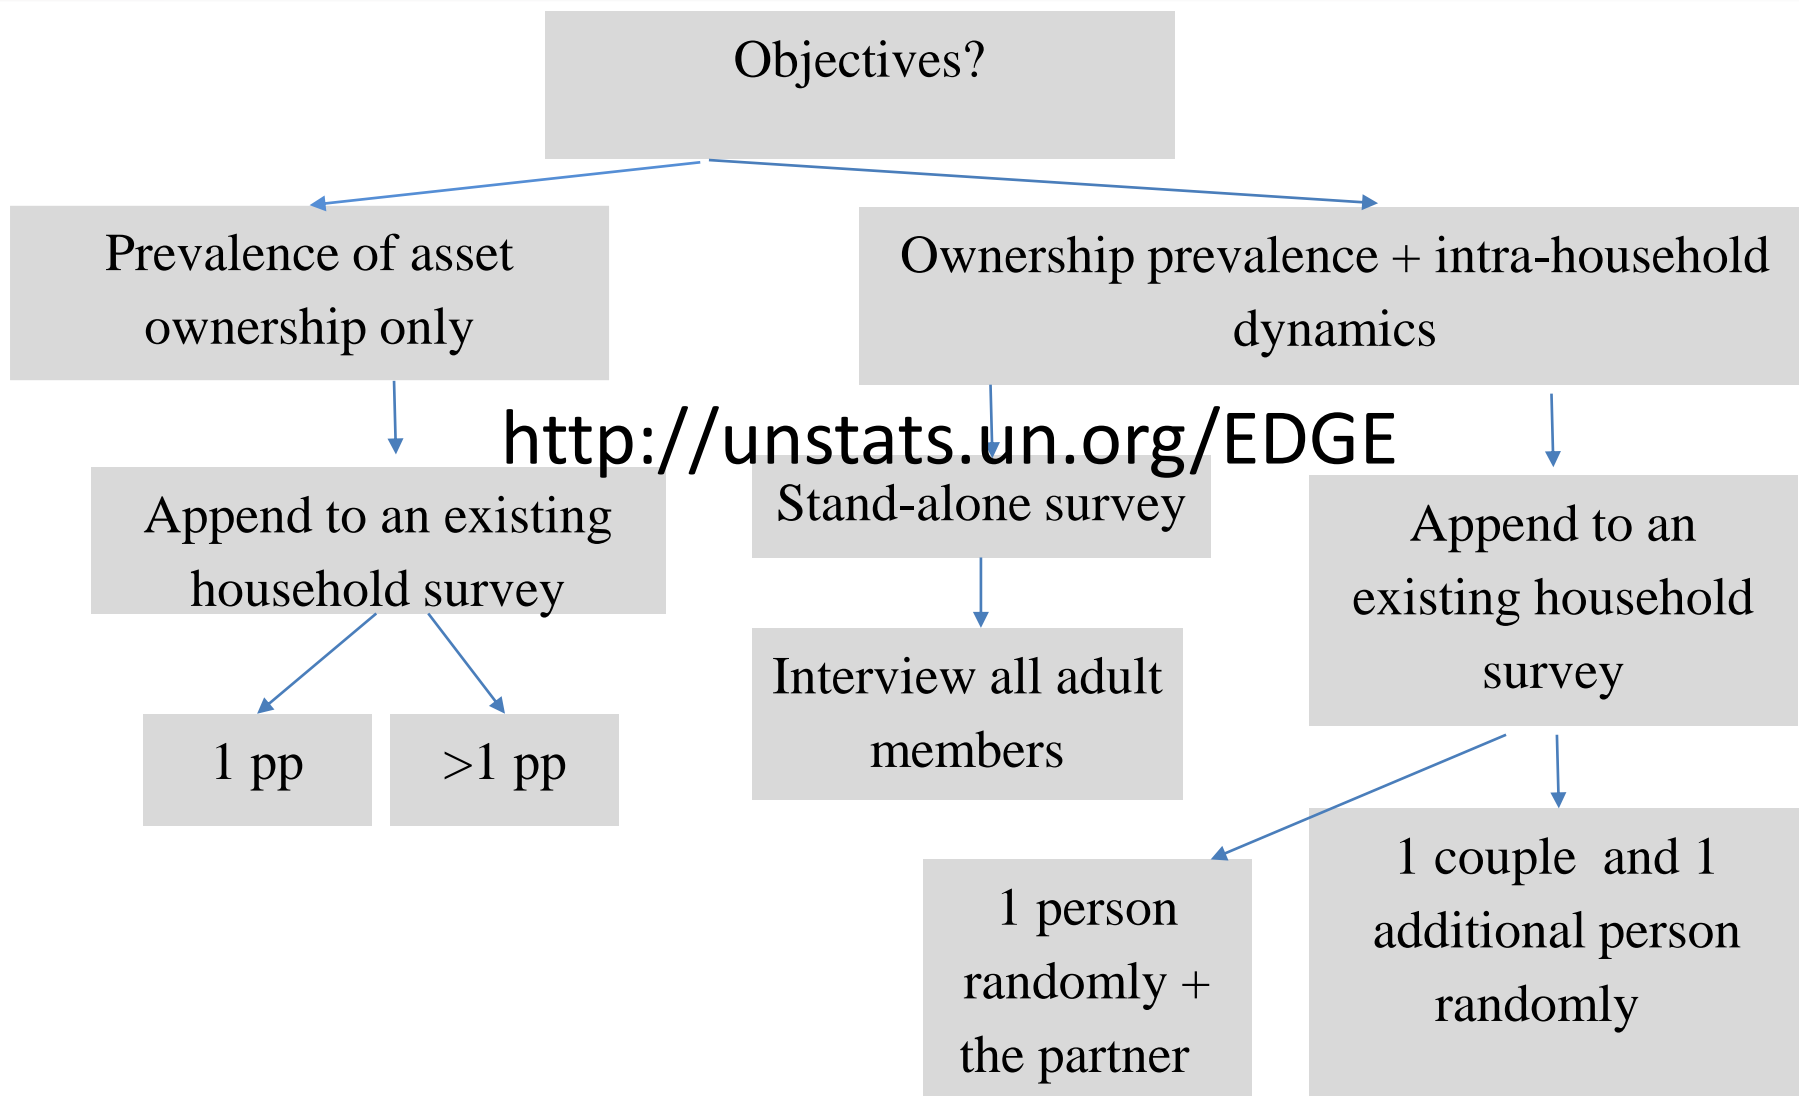 Objectives?
Prevalence of asset
ownership only
Ownership prevalence + intra-household
dynamics
http://unstats.un.org/EDGE
Append to an existing
household survey
Stand-alone survey
Append to an
existing household
survey
1 pp
>1 pp
Interview all adult
members
1 person
randomly +
the partner
1 couple and 1
additional person
randomly